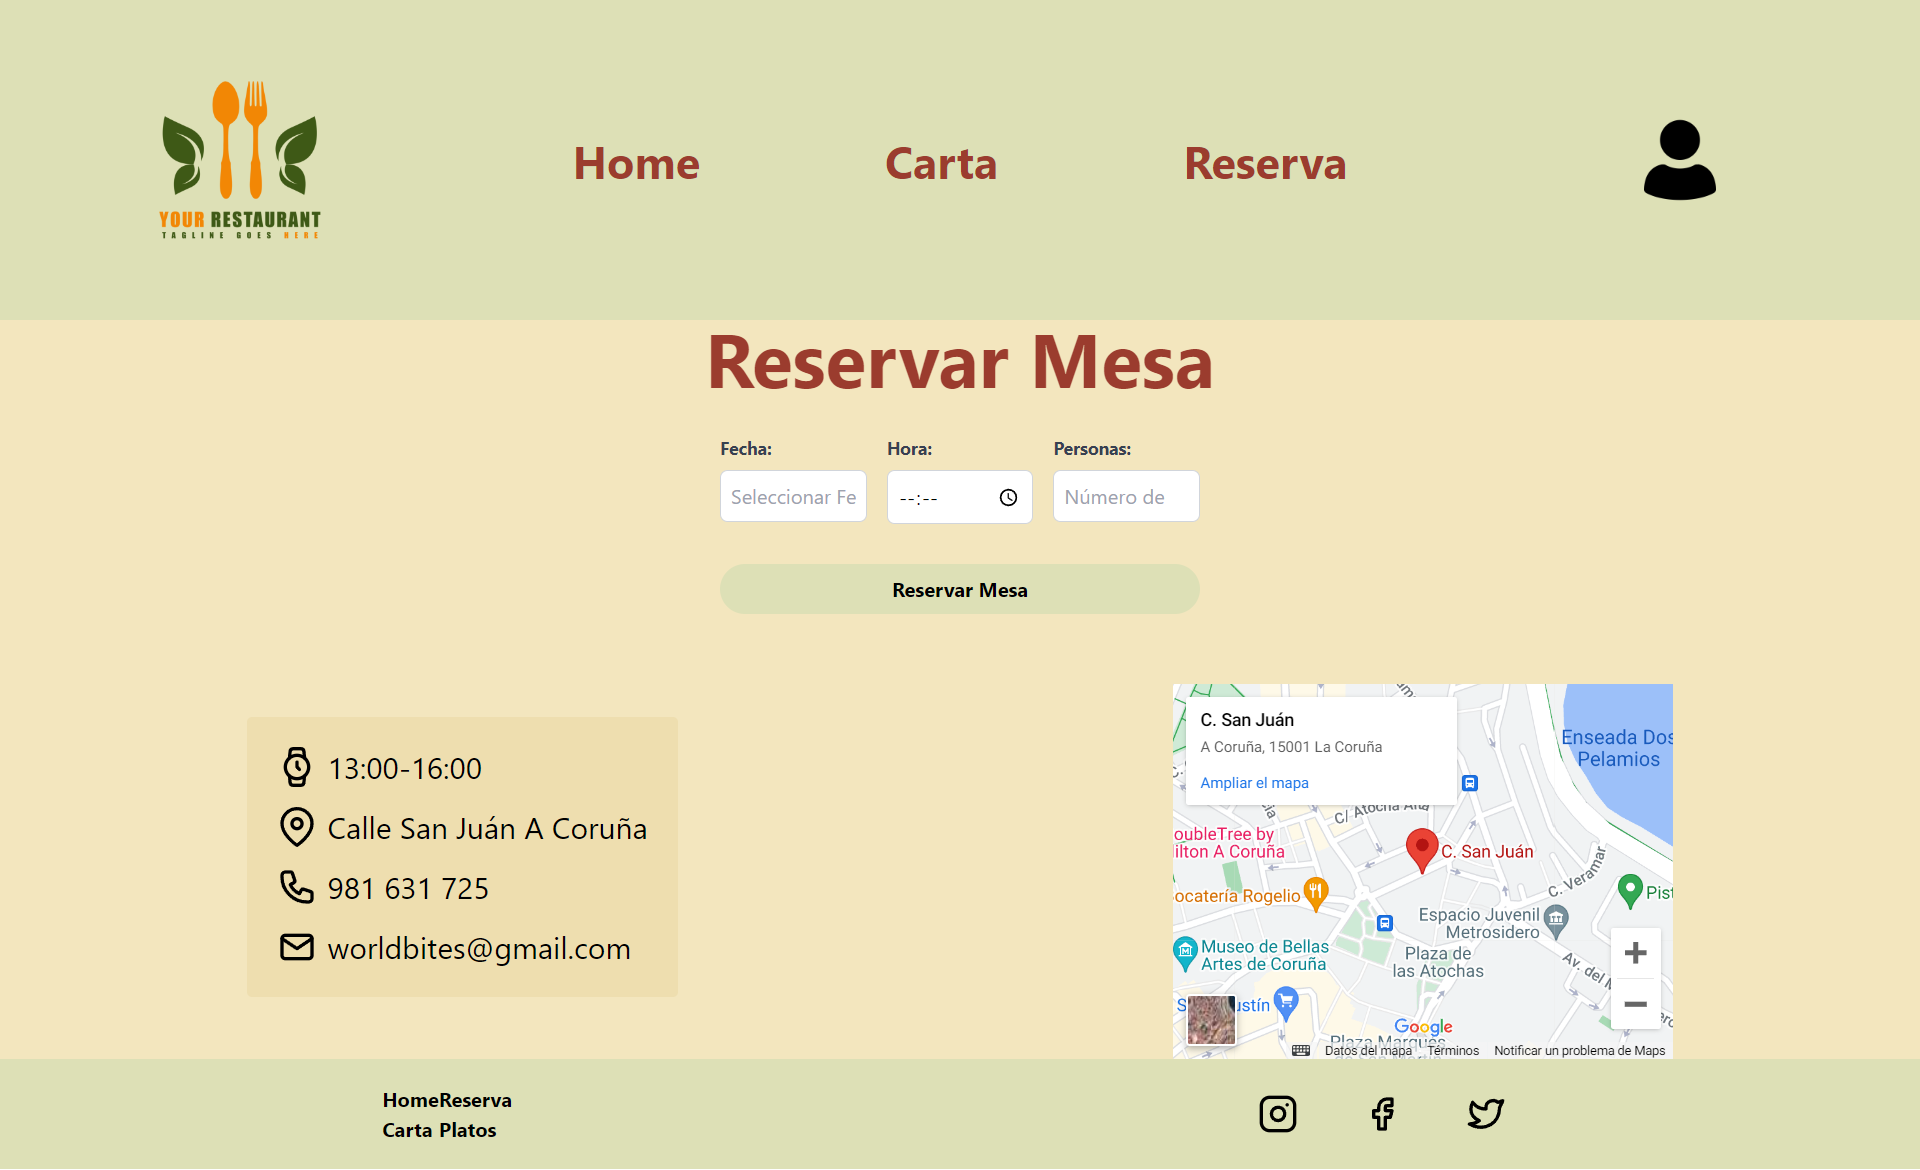 YOUR RESTAURANT
TAGLINE GOES HERE
Home
Carta
Reserva
Reservar Mesa
Fecha:
Hora:
Personas:
Seleccionar Fe
--:--
Número de
Reservar Mesa
13:00-16:00
Calle San Juán A Coruña
981 631 725
worldbites@gmail.com
C. San Juán
A Coruña, 15001 La Coruña
Ampliar el mapa
Enseada Dos
Pelamios
C/ Atocha Alta
oubleTree by
ilton A Coruña
C. San Juán
C. Veramar
Pist
ocatería Rogelio
Espacio Juvenil
Metrosidero
Museo de Bellas
Artes de Coruña
Plaza de
las Atochas
Av. del M
ustín
Google
Plaza Marqués
Datos del mapa
Términos
Notificar un problema de Maps
HomeReserva
Carta Platos